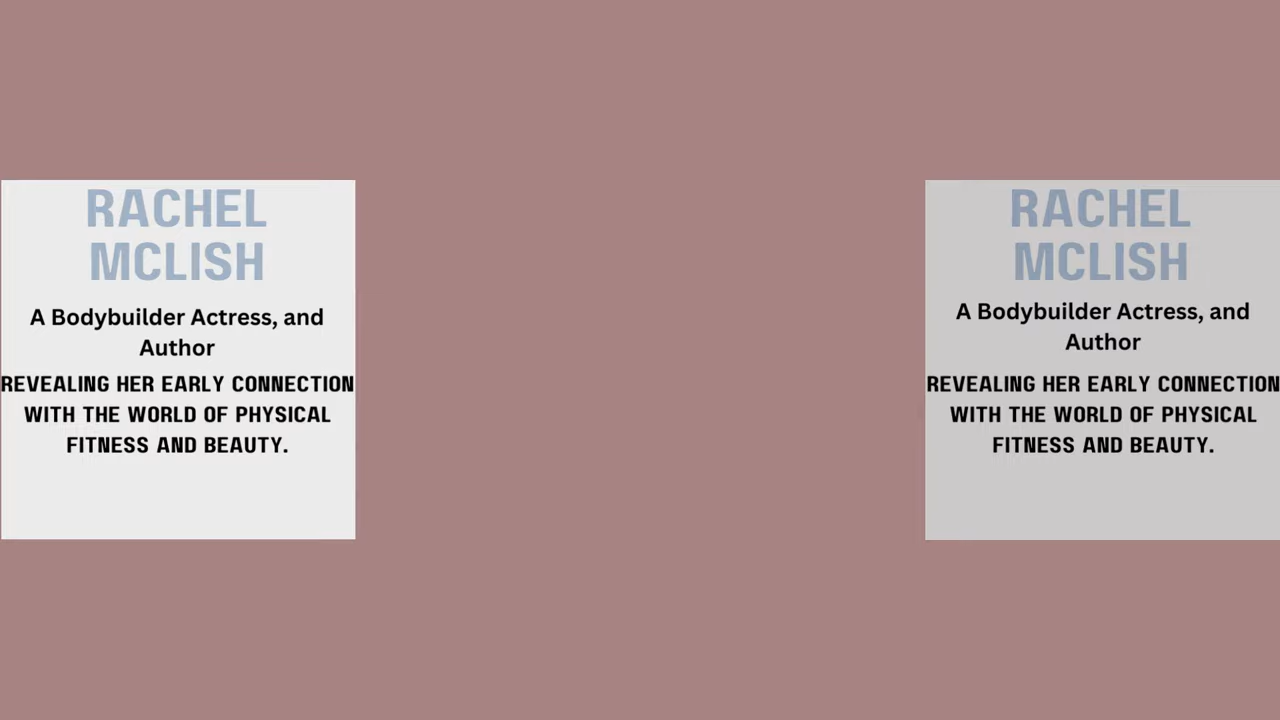 RACHEL
MCLISH
A Bodybuilder Actress, and
Author
REVEALING HER EARLY CONNECTION
WITH THE WORLD OF PHYSICAL
FITNESS AND BEAUTY.
RACHEL
MCLISH
A Bodybuilder Actress, and
Author
REVEALING HER EARLY CONNECTION
WITH THE WORLD OF PHYSICAL
FITNESS AND BEAUTY.